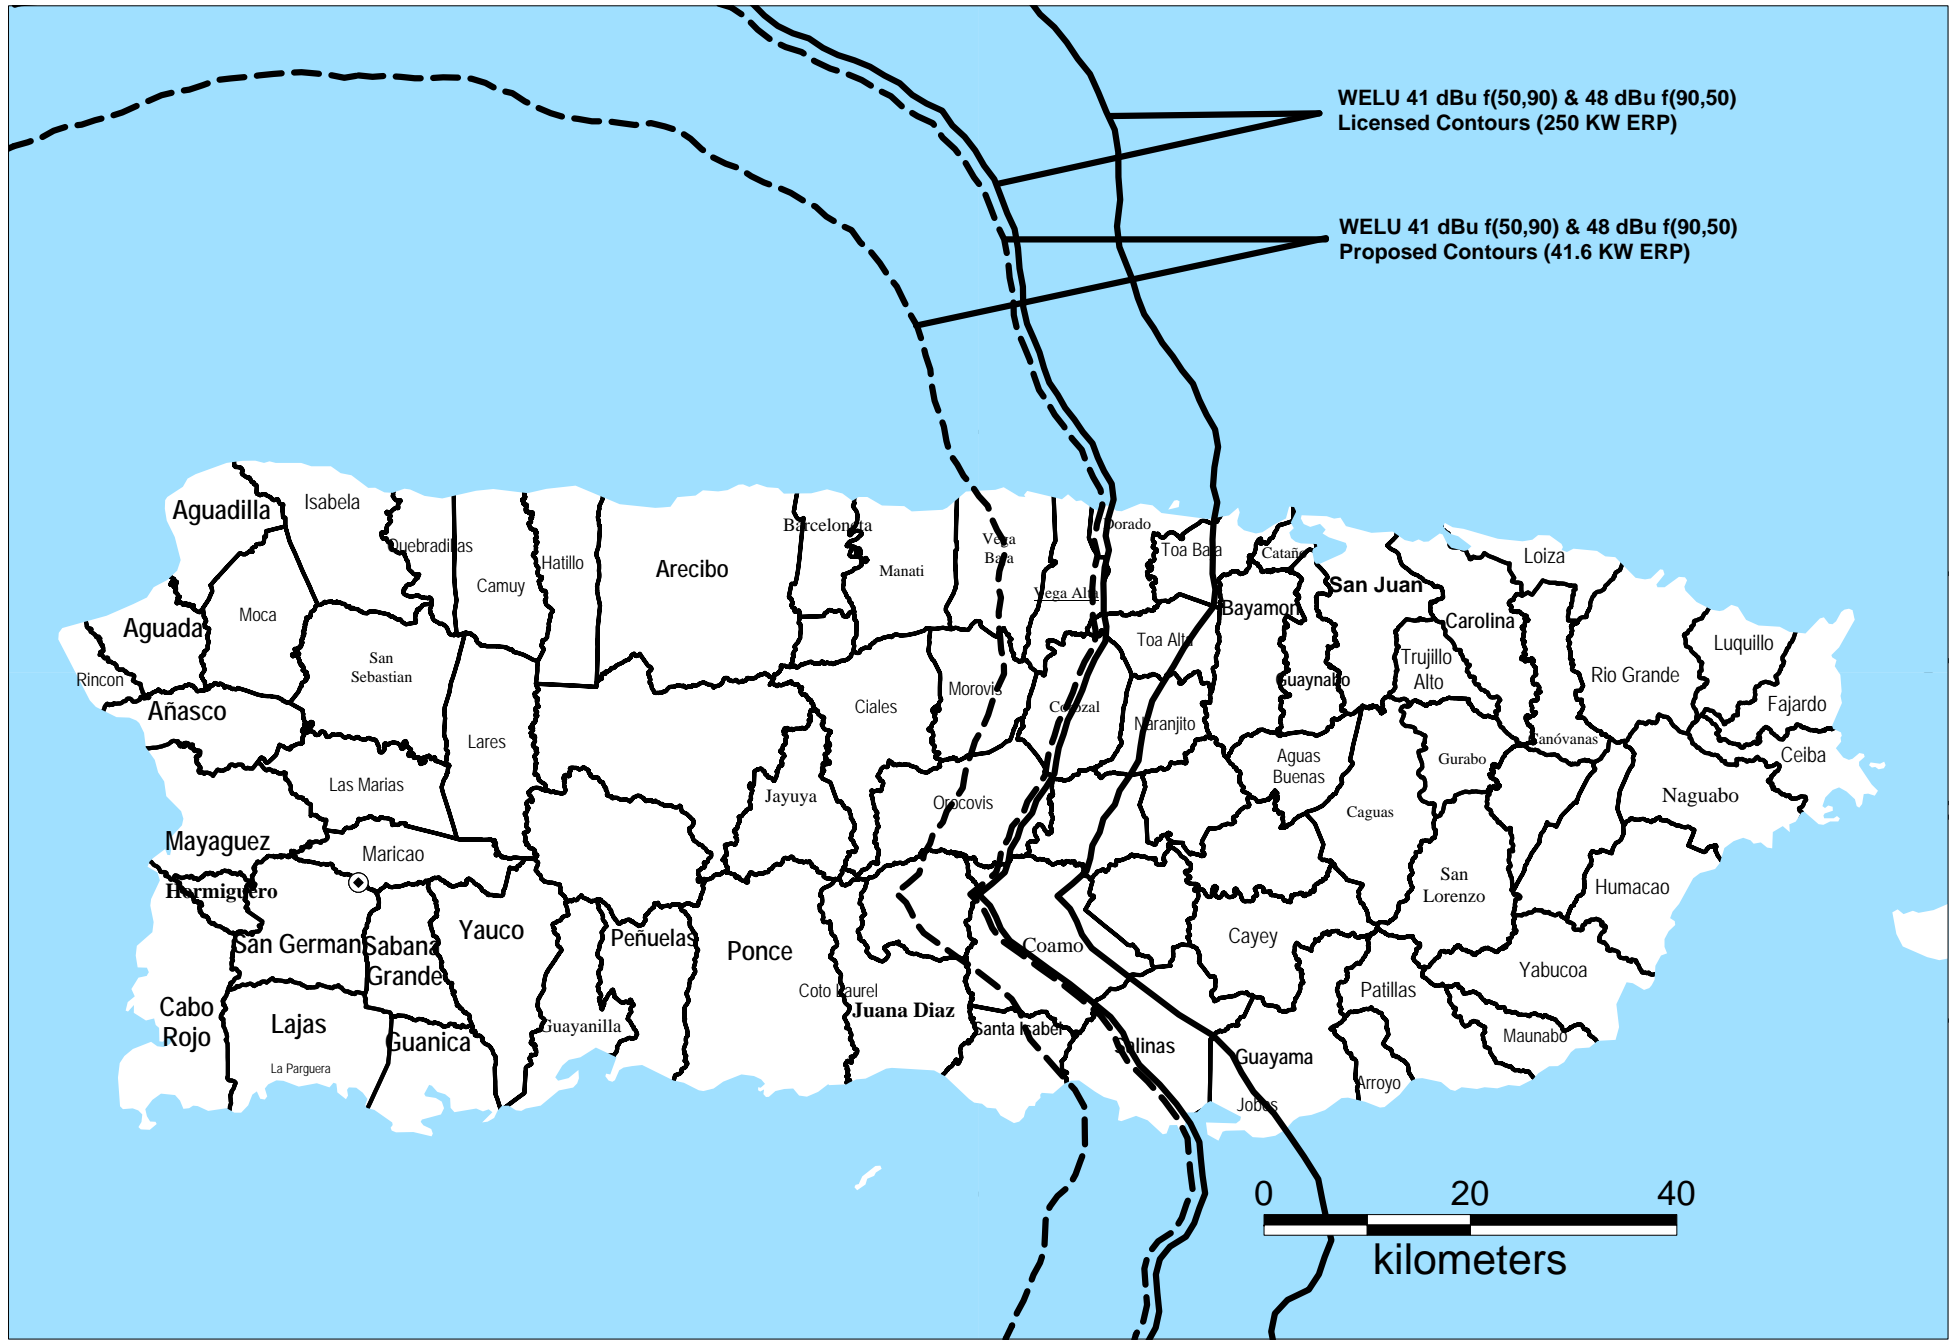 WELU 41 dBu f(50,90) & 48 dBu f(90,50)
Licensed Contours (250 KW ERP)
WELU 41 dBu f(50,90) & 48 dBu f(90,50)
Proposed Contours (41.6 KW ERP)
Aguadilla
Isabela
Quebradillas
Camuy
Hatillo
Arecibo
Barceloneta
Manati
Vega
Baja
Vega Alta
Dorado
Toa Baja
Cataño
San Juan
Loiza
Aguada
Moca
Rincon
San
Sebastian
Bayamon
Carolina
Toa Alta
Trujillo
Alto
Guaynabo
Rio Grande
Luquillo
Fajardo
Añasco
Lares
Ciales
Morovis
Corozal
Naranjito
Aguas
Buenas
Gurabo
Canóvanas
Ceiba
Las Marias
Jayuya
Orocovis
Caguas
Naguabo
Mayaguez
Maricao
Hormiguero
San
Lorenzo
Humacao
San German
Sabana
Grande
Yauco
Peñuelas
Ponce
Coamo
Cayey
Yabucoa
Cabo
Rojo
Lajas
La Parguera
Guanica
Guayanilla
Coto Laurel
Juana Diaz
Santa Isabel
Salinas
Guayama
Patillas
Maunabo
Arroyo
Jobos
0 20 40
kilometers